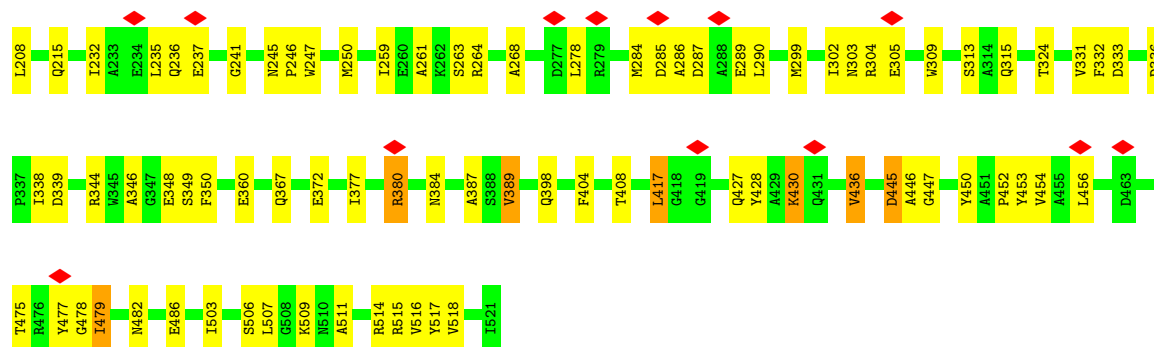 L208 Q215 I232 A233 E234 L235 Q236 E237 G241 N245 P246 W247 M250 I259 E260 A261 K262 S263 R264 A268 D277 L278 R279 M284 D285 A286 D287 A288 E289 L290 M299 I302 N303 R304 E305 W309 S313 A314 Q315 T324 V331 F332 D333
P337 I338 D339 R344 W345 A346 G347 E348 S349 F350 E360 Q367 E372 I377 R380 N384 A387 S388 V389 Q398 F404 T408 L417 G418 G419 Q427 Y428 A429 K430 Q431 V436 D445 A446 G447 Y450 A451 P452 Y453 V454 A455 L456 D463
T475 R476 Y477 G478 I479 N482 E486 I503 S506 L507 G508 K509 N510 A511 R514 R515 V516 Y517 V518 I521